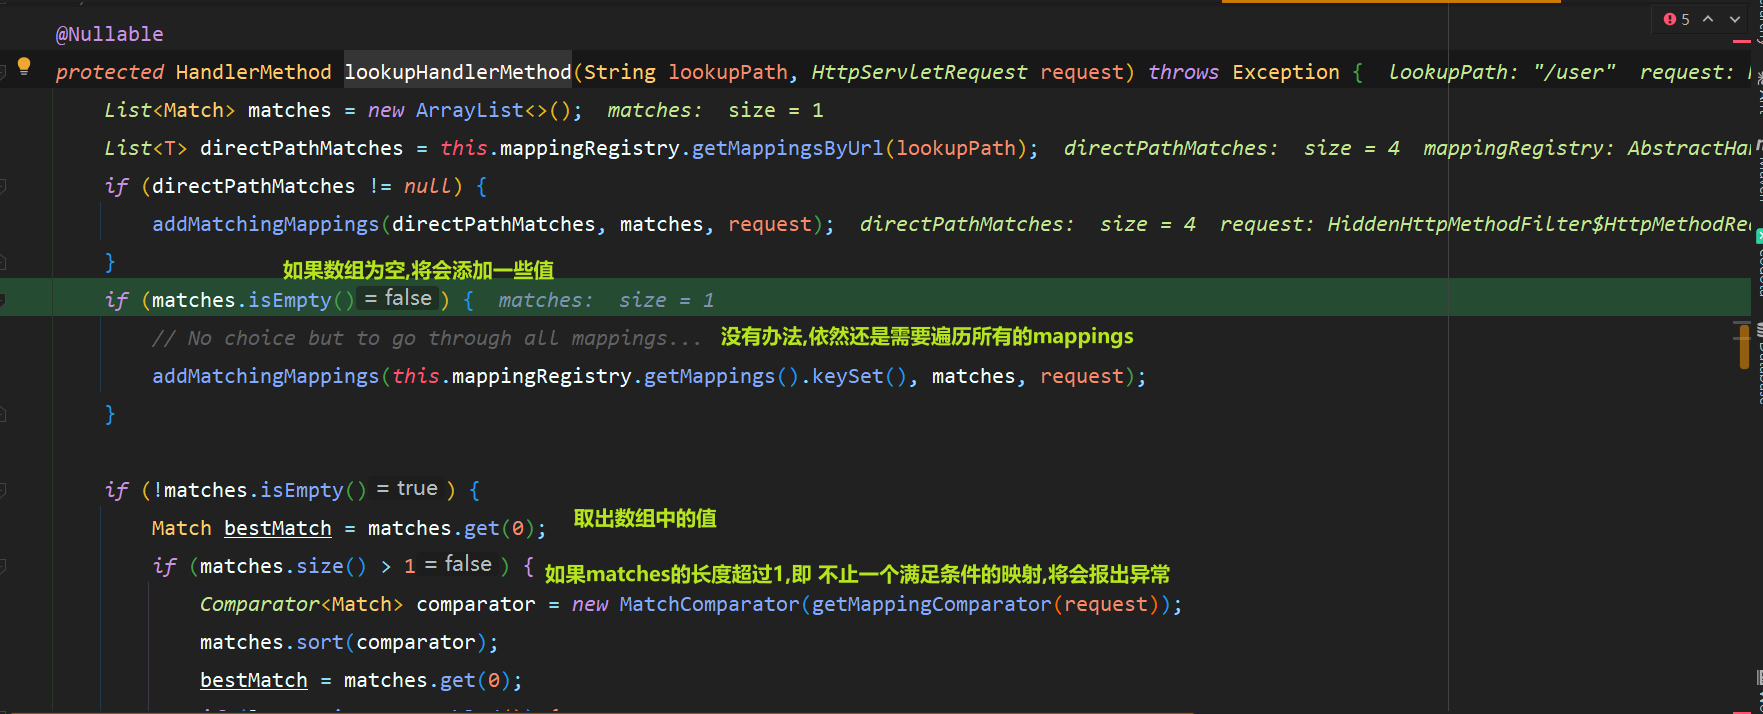 @Nullable
protected HandlerMethod lookupHandlerMethod(String lookupPath, HttpServletRequest request) throws Exception {  lookupPath: "/user"  request:
5
List<Match> matches = new ArrayList<>();  matches:  size = 1
List<T> directPathMatches = this.mappingRegistry.getMappingsByUrl(lookupPath);  directPathMatches:  size = 4  mappingRegistry: AbstractHa
if (directPathMatches != null) {
addMatchingMappings(directPathMatches, matches, request);  directPathMatches:  size = 4  request: HiddenHttpMethodFilter$HttpMethodRe
}
如果数组为空,将会添加一些值
if (matches.isEmpty() = false ) {  matches:  size = 1
// No choice but to go through all mappings...  没有办法,依然还是需要遍历所有的mappings
addMatchingMappings(this.mappingRegistry.getMappings().keySet(), matches, request);
}
if (!matches.isEmpty() = true ) {
Match bestMatch = matches.get(0);  取出数组中的值
if (matches.size() > 1 = false ) {  如果matches的长度超过1,即 不止一个满足条件的映射,将会报出异常
Comparator<Match> comparator = new MatchComparator(getMappingComparator(request));
matches.sort(comparator);
bestMatch = matches.get(0);